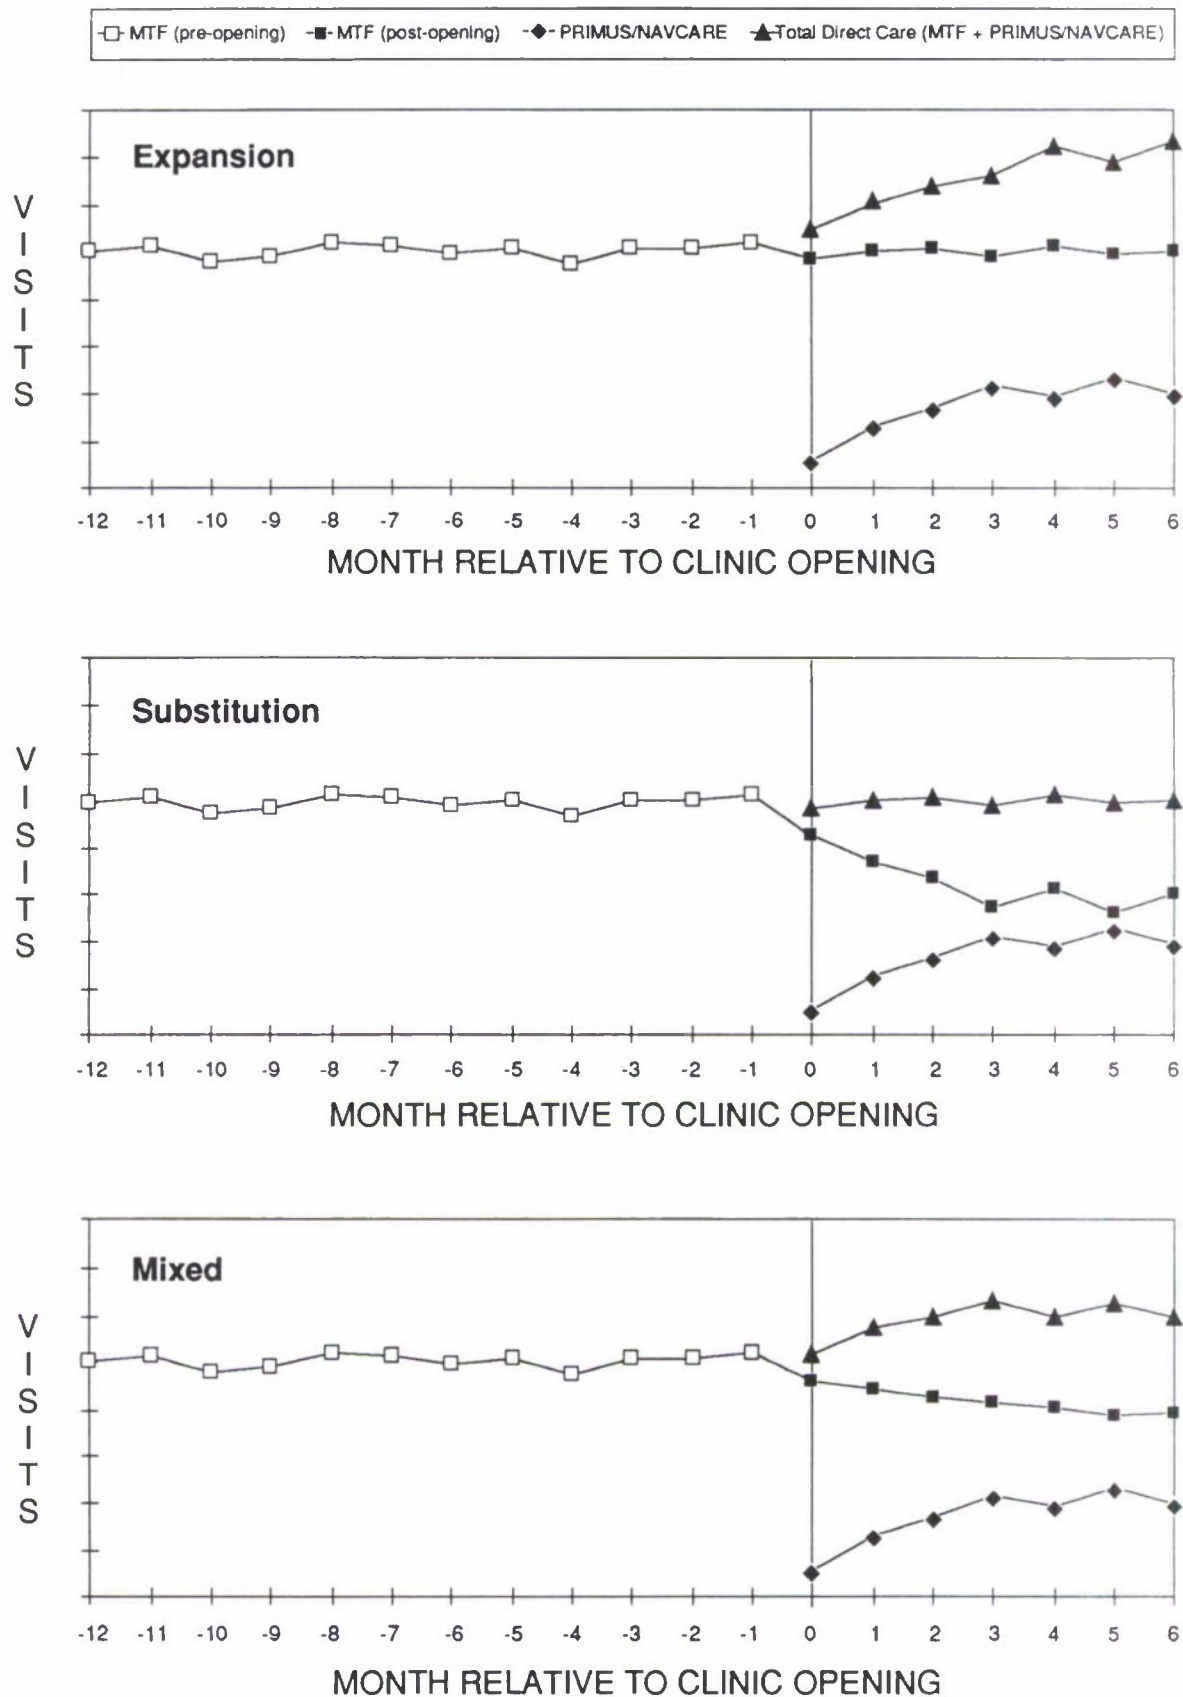 MTF (pre-opening) MTF (post-opening) PRIMUS/NAVCARE Total Direct Care (MTF + PRIMUS/NAVCARE)
Expansion
VISITS
-12 -11 -10 -9 -8 -7 -6 -5 -4 -3 -2 -1 0 1 2 3 4 5 6
MONTH RELATIVE TO CLINIC OPENING
Substitution
VISITS
-12 -11 -10 -9 -8 -7 -6 -5 -4 -3 -2 -1 0 1 2 3 4 5 6
MONTH RELATIVE TO CLINIC OPENING
Mixed
VISITS
-12 -11 -10 -9 -8 -7 -6 -5 -4 -3 -2 -1 0 1 2 3 4 5 6
MONTH RELATIVE TO CLINIC OPENING